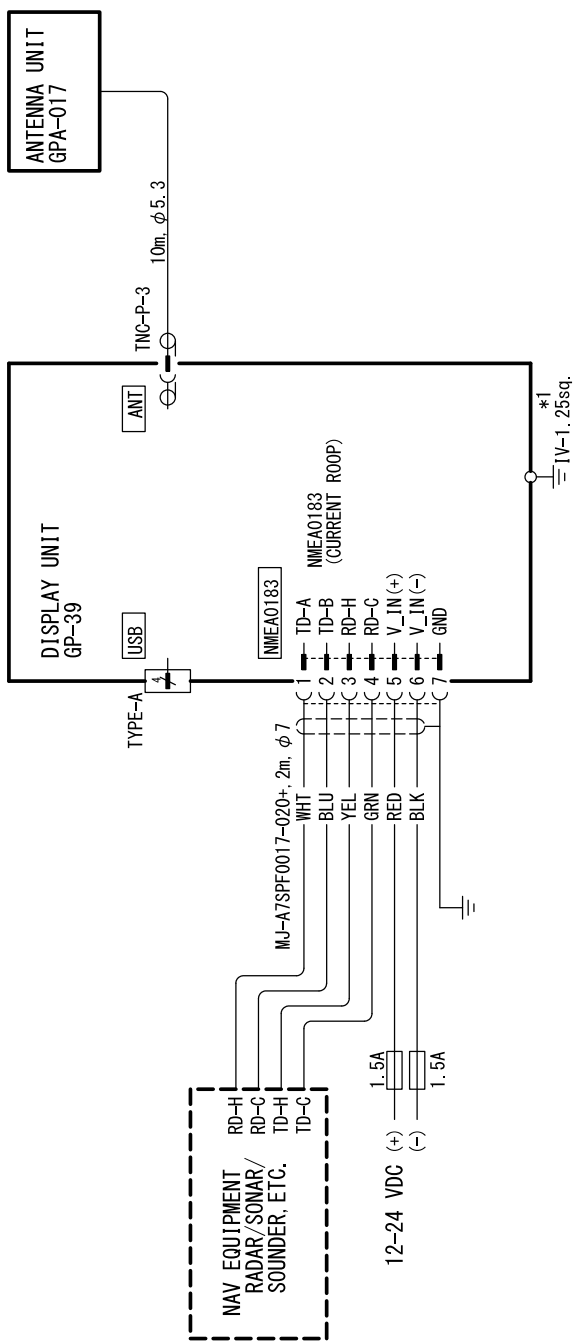 ANTENNA UNIT
GPA-017
10m, φ5.3
TNC-P-3
ANT
DISPLAY UNIT
GP-39
USB
TYPE-A
4
NMEA0183
NMEA0183
(CURRENT ROOP)
MJ-A7SPF0017-020+, 2m, φ7
WHT 1 TD-A
BLU 2 TD-B
YEL 3 RD-H
GRN 4 RD-C
RED 5 V_IN(+)
BLK 6 V_IN(-)
7 GND
*1
IV-1.25sq.
NAV EQUIPMENT
RADAR/SONAR/
SOUNDER, ETC.
RD-H
RD-C
TD-H
TD-C
12-24 VDC (+)
(-)
1.5A
1.5A